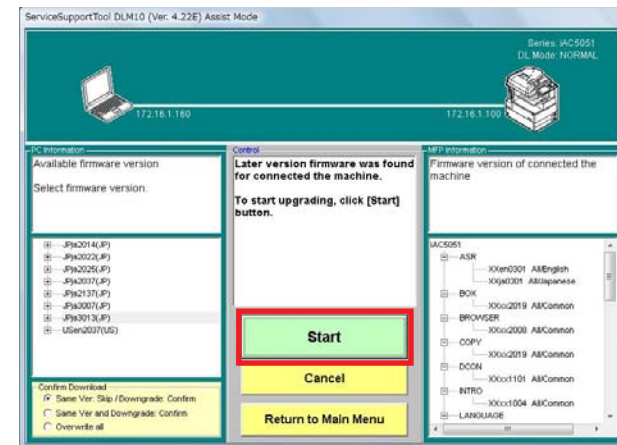 ServiceSupportTool DLM10 (Ver. 4.22E) Assist Mode
Series: iAC5051
DL Mode: NORMAL
172.16.1.160
172.16.1.100
PC Information
Available firmware version
Select firmware version.
JPja2014(JP)
JPja2022(JP)
JPja2025(JP)
JPja2037(JP)
JPja2137(JP)
JPja3007(JP)
JPja3013(JP)
USen2037(US)
Confirm Download
Same Ver: Skip / Downgrade: Confirm
Same Ver and Downgrade: Confirm
Overwrite all
Control
Later version firmware was found
for connected the machine.
To start upgrading, click [Start]
button.
Start
Cancel
Return to Main Menu
MFP Information
Firmware version of connected the
machine
iAC5051
ASR
XXen0301 All/English
XXja0301 All/Japanese
BOX
XXxx2019 All/Common
BROWSER
XXxx2008 All/Common
COPY
XXxx2019 All/Common
DCON
XXxx1101 All/Common
INTRO
XXxx1004 All/Common
LANGUAGE